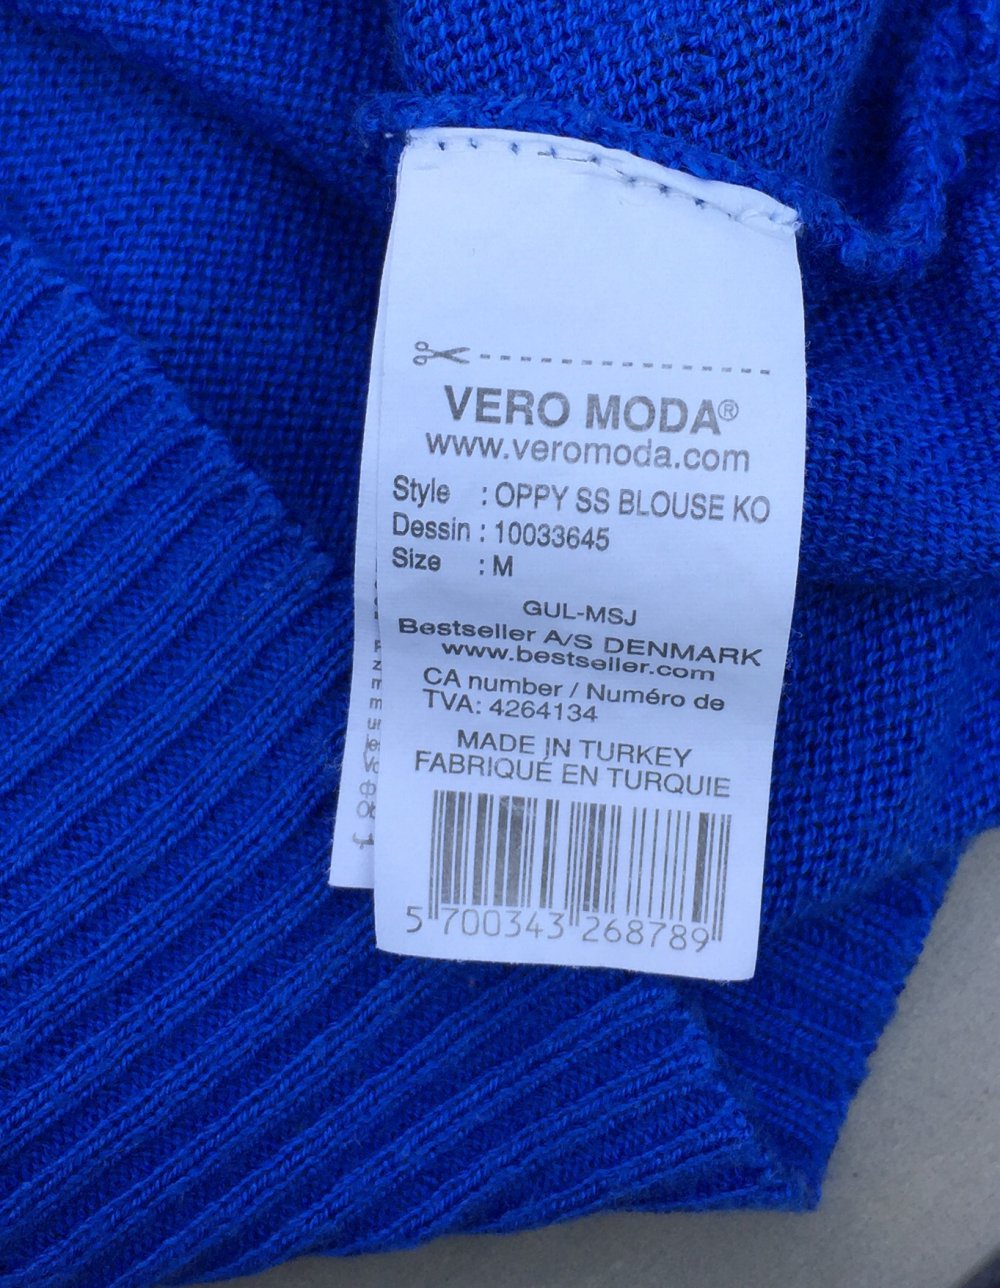 VERO MODA®
www.veromoda.com
Style : OPPY SS BLOUSE KO
Dessin : 10033645
Size : M
GUL-MSJ
Bestseller A/S DENMARK
www.bestseller.com
CA number / Numéro de
TVA: 4264134
MADE IN TURKEY
FABRIQUE EN TURQUIE
5 700343 268789